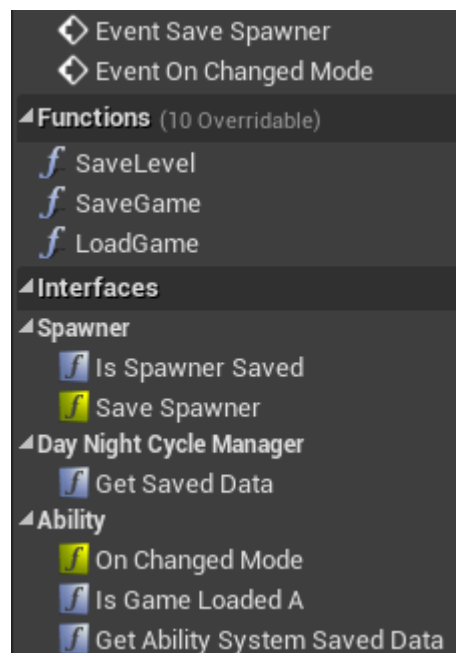 Event Save Spawner
Event On Changed Mode
Functions (10 Overridable)
SaveLevel
SaveGame
LoadGame
Interfaces
Spawner
Is Spawner Saved
Save Spawner
Day Night Cycle Manager
Get Saved Data
Ability
On Changed Mode
Is Game Loaded A
Get Ability System Saved Data